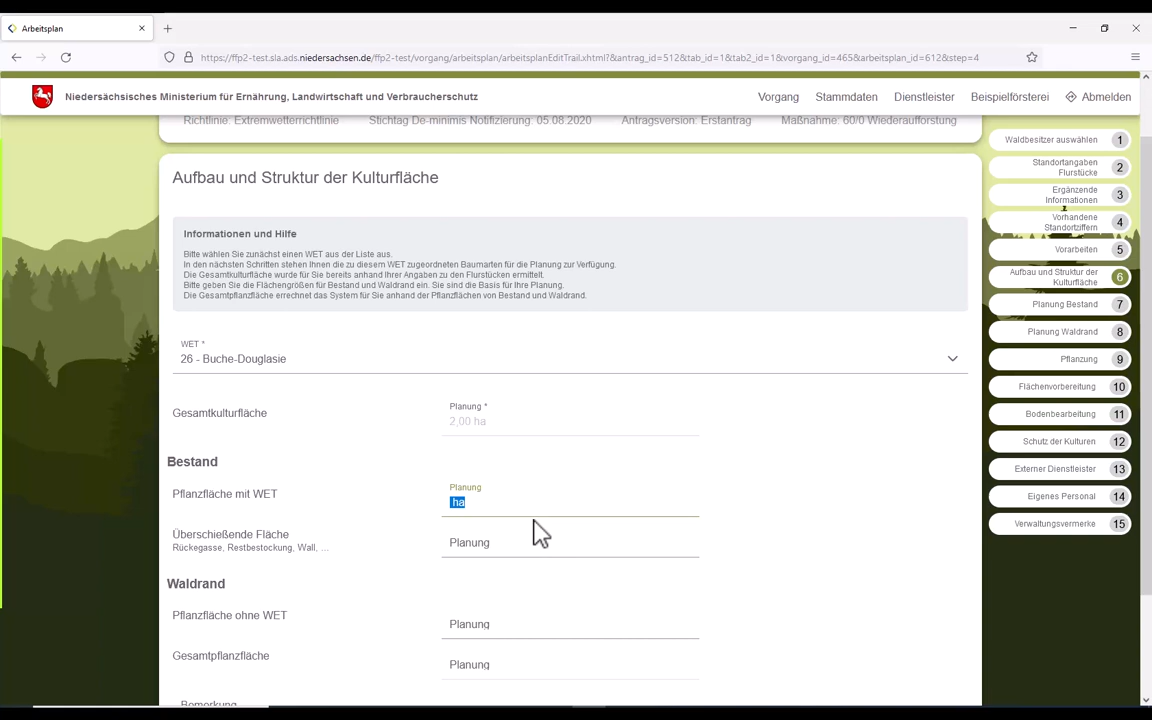 Arbeitsplan
https://ffp2-test.sla.ads.niedersachsen.de/ffp2-test/vorgang/arbeitsplan/arbeitsplanEditTrail.xhtml?&antrag_id=512&tab_id=1&tab2_id=1&vorgang_id=465&arbeitsplan_id=612&step=4
Niedersächsisches Ministerium für Ernährung, Landwirtschaft und Verbraucherschutz
Vorgang Stammdaten Dienstleister Beispielförsterei Abmelden
Richtlinie: Extremwetterrichtlinie Stichtag De-minimis Notifizierung: 05.08.2020 Antragsversion: Erstantrag Maßnahme: 60/0 Wiederaufforstung
Aufbau und Struktur der Kulturfläche
Informationen und Hilfe
Bitte wählen Sie zunächst einen WET aus der Liste aus.
In den nächsten Schritten stehen Ihnen die zu diesem WET zugeordneten Baumarten für die Planung zur Verfügung.
Die Gesamtkulturfläche wurde für Sie bereits anhand Ihrer Angaben zu den Flurstücken ermittelt.
Bitte geben Sie die Flächengrößen für Bestand und Waldrand ein. Sie sind die Basis für Ihre Planung.
Die Gesamtpflanzfläche errechnet das System für Sie anhand der Pflanzflächen von Bestand und Waldrand.
WET *
26 - Buche-Douglasie
Gesamtkulturfläche
Planung *
2,00 ha
Bestand
Pflanzfläche mit WET
Planung
ha
Überschießende Fläche
Rückegasse, Restbestockung, Wall, ...
Planung
Waldrand
Pflanzfläche ohne WET
Planung
Gesamtpflanzfläche
Planung
Bemerkung
Waldbesitzer auswählen 1
Standortangaben
Flurstücke 2
Ergänzende
Informationen 3
Vorhandene
Standortziffern 4
Vorarbeiten 5
Aufbau und Struktur der
Kulturfläche 6
Planung Bestand 7
Planung Waldrand 8
Pflanzung 9
Flächenvorbereitung 10
Bodenbearbeitung 11
Schutz der Kulturen 12
Externer Dienstleister 13
Eigenes Personal 14
Verwaltungsvermerke 15